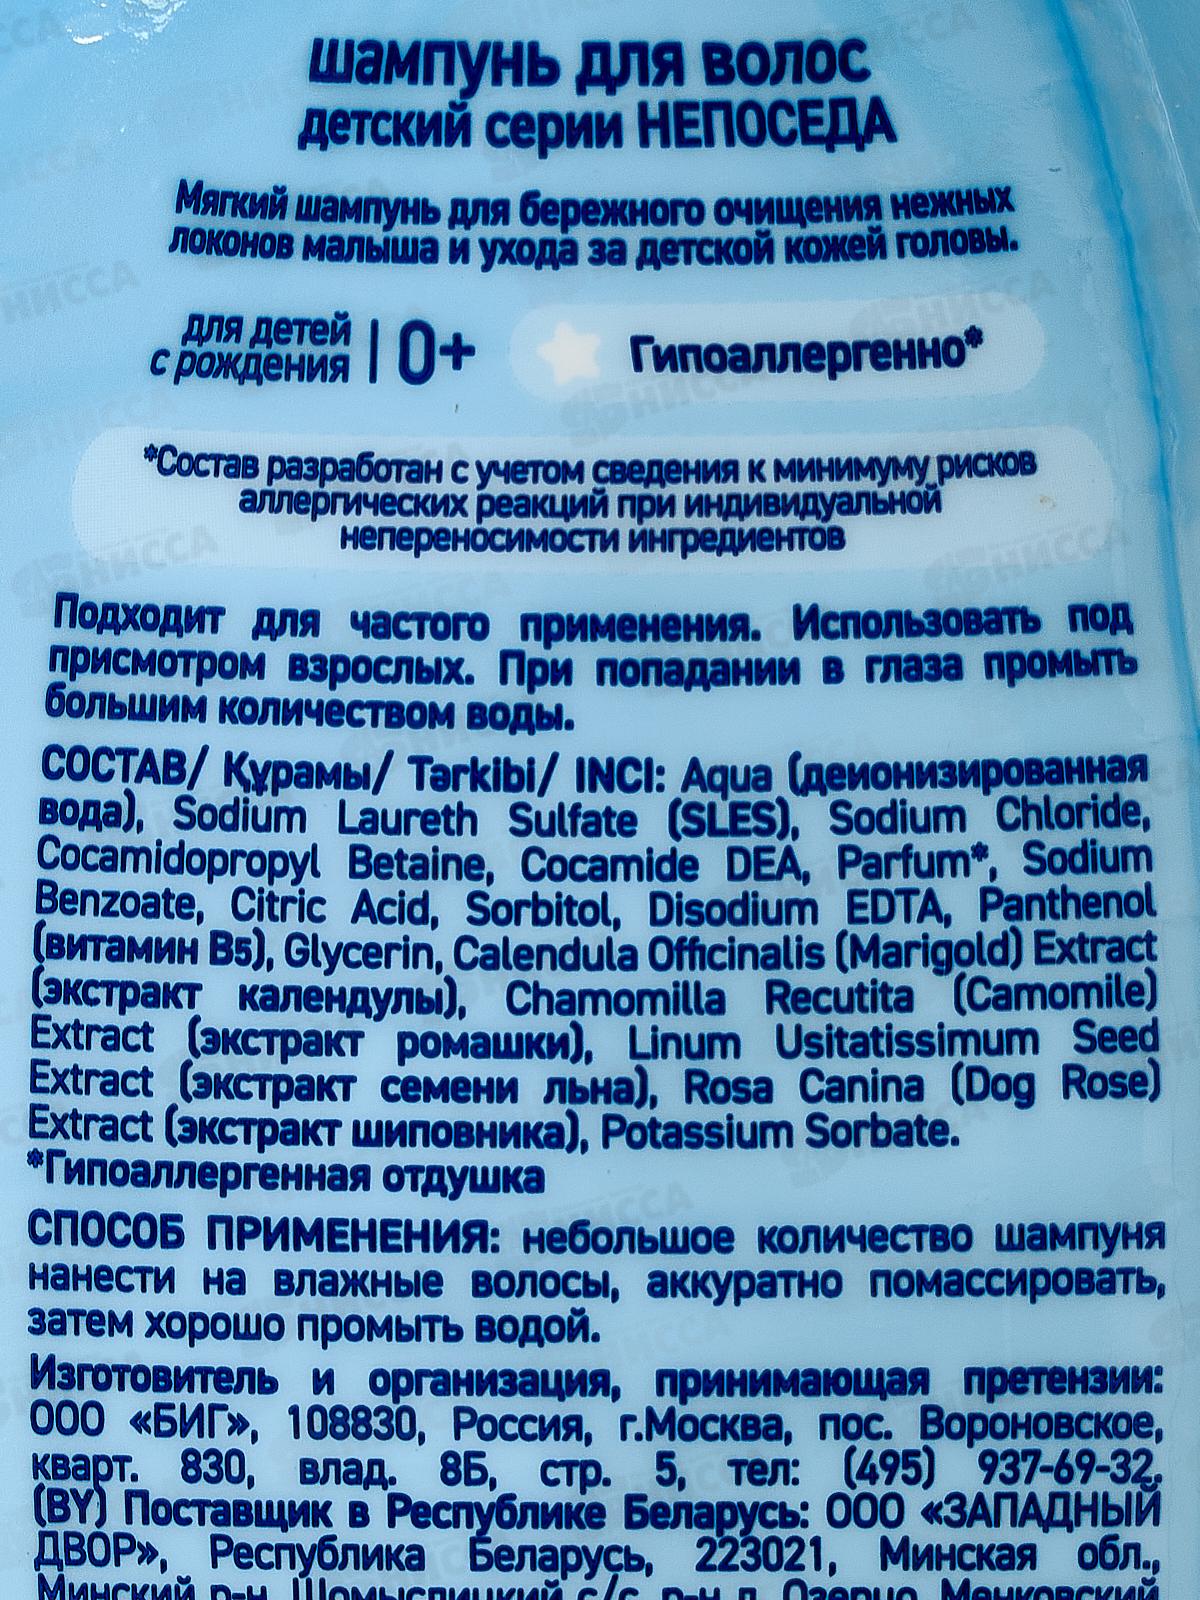 шампунь для волос
детский серии НЕПОСЕДА
Мягкий шампунь для бережного очищения нежных
локонов малыша и ухода за детской кожей головы.
для детей
с рождения
0+
Гипоаллергенно*
*Состав разработан с учетом сведения к минимуму рисков
аллергических реакций при индивидуальной
непереносимости ингредиентов
Подходит для частого применения. Использовать под
присмотром взрослых. При попадании в глаза промыть
большим количеством воды.
СОСТАВ/ Құрамы/ Tərkibi/ INCI: Aqua (деионизированная
вода), Sodium Laureth Sulfate (SLES), Sodium Chloride,
Cocamidopropyl Betaine, Cocamide DEA, Parfum*, Sodium
Benzoate, Citric Acid, Sorbitol, Disodium EDTA, Panthenol
(витамин B5), Glycerin, Calendula Officinalis (Marigold) Extract
(экстракт календулы), Chamomilla Recutita (Camomile)
Extract (экстракт ромашки), Linum Usitatissimum Seed
Extract (экстракт семени льна), Rosa Canina (Dog Rose)
Extract (экстракт шиповника), Potassium Sorbate.
*Гипоаллергенная отдушка
СПОСОБ ПРИМЕНЕНИЯ: небольшое количество шампуня
нанести на влажные волосы, аккуратно помассировать,
затем хорошо промыть водой.
Изготовитель и организация, принимающая претензии:
ООО «БИГ», 108830, Россия, г.Москва, пос. Вороновское,
кварт. 830, влад. 8Б, стр. 5, тел: (495) 937-69-32.
(BY) Поставщик в Республике Беларусь: ООО «ЗАПАДНЫЙ
ДВОР», Республика Беларусь, 223021, Минская обл.,
Минский р-н, Щомыслицкий с/с, р-н д. Озерцо, Менковский